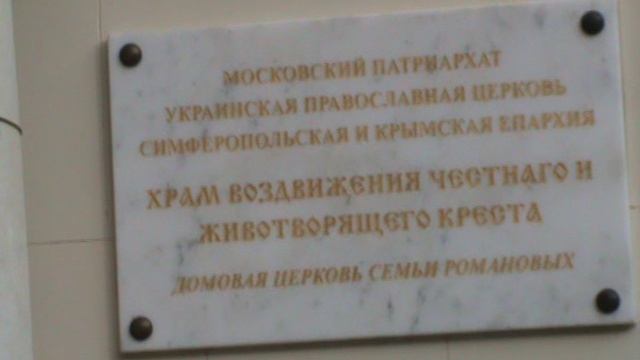 МОСКОВСКИЙ ПАТРИАРХАТ
УКРАИНСКАЯ ПРАВОСЛАВНАЯ ЦЕРКОВЬ
СИМФЕРОПОЛЬСКАЯ И КРЫМСКАЯ ЕПАРХИЯ
ХРАМ ВОЗДВИЖЕНИЯ ЧЕСТНАГО И
ЖИВОТВОРЯЩЕГО КРЕСТА
ДОМОВАЯ ЦЕРКОВЬ СЕМЬИ РОМАНОВЫХ